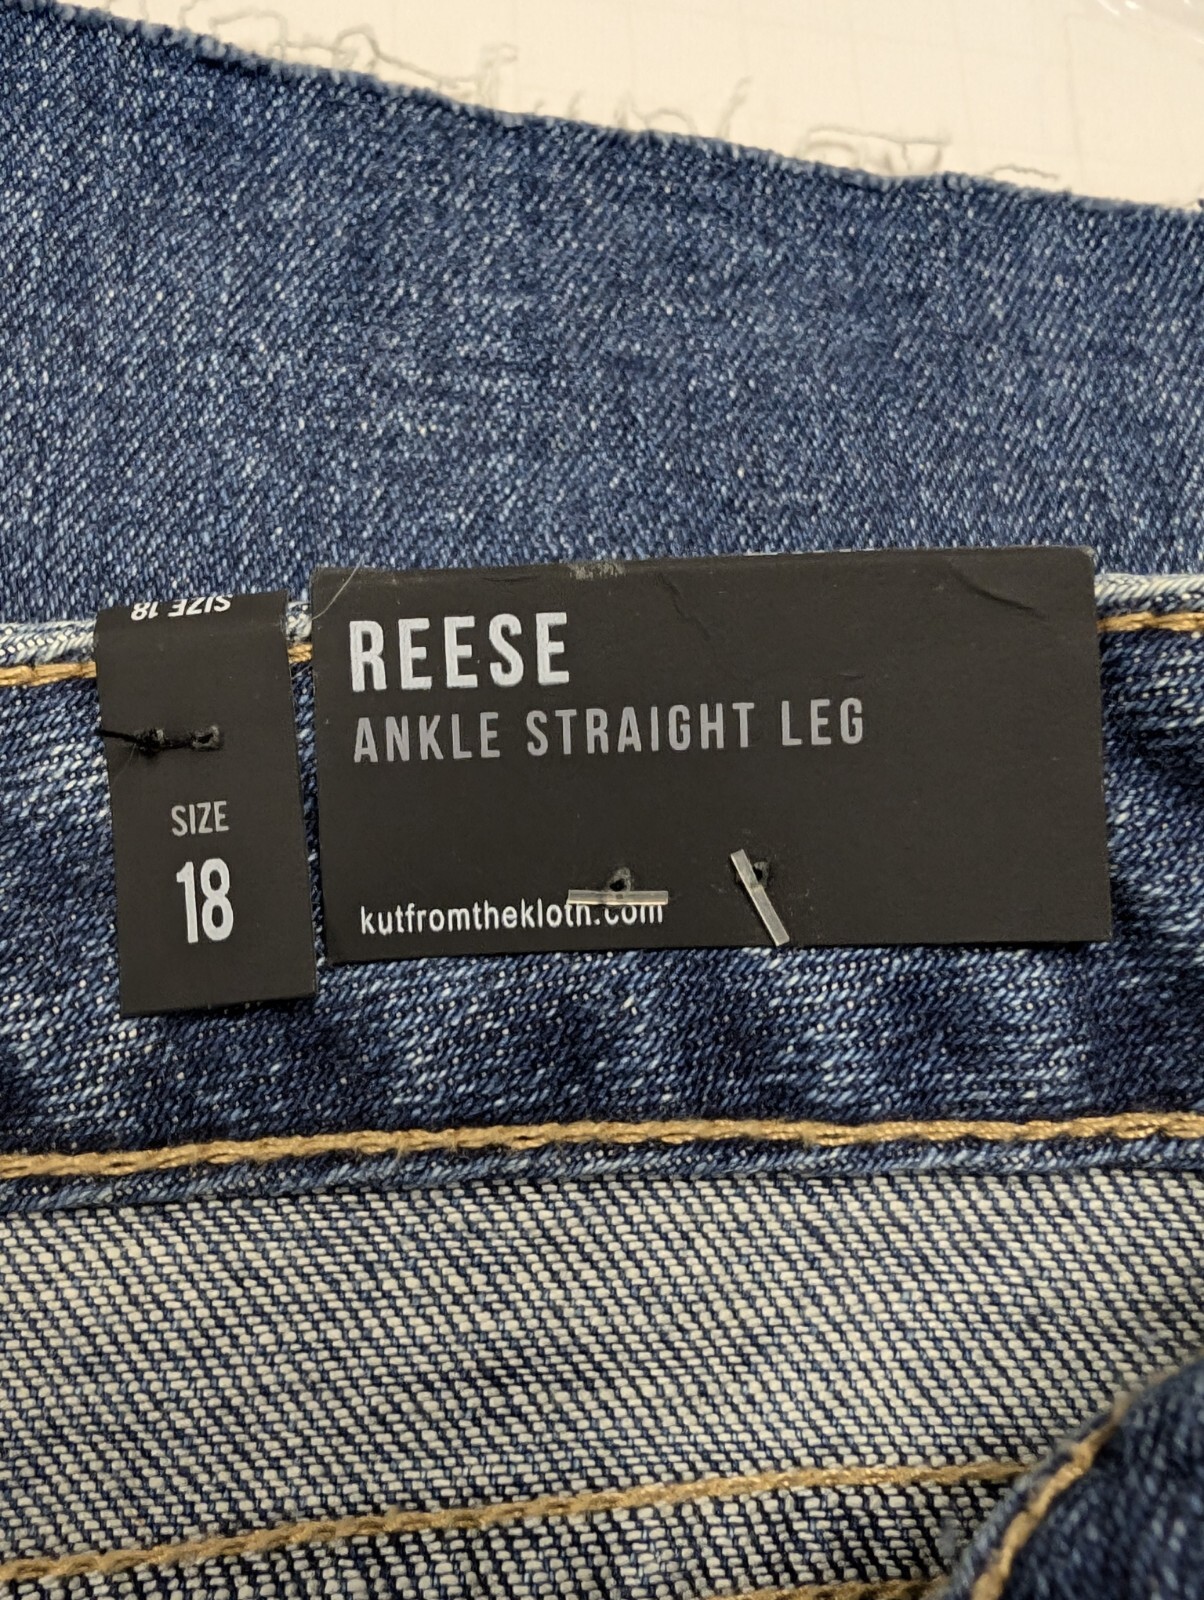 SIZE 18
SIZE
18
REESE
ANKLE STRAIGHT LEG
kutfromthekloth.com